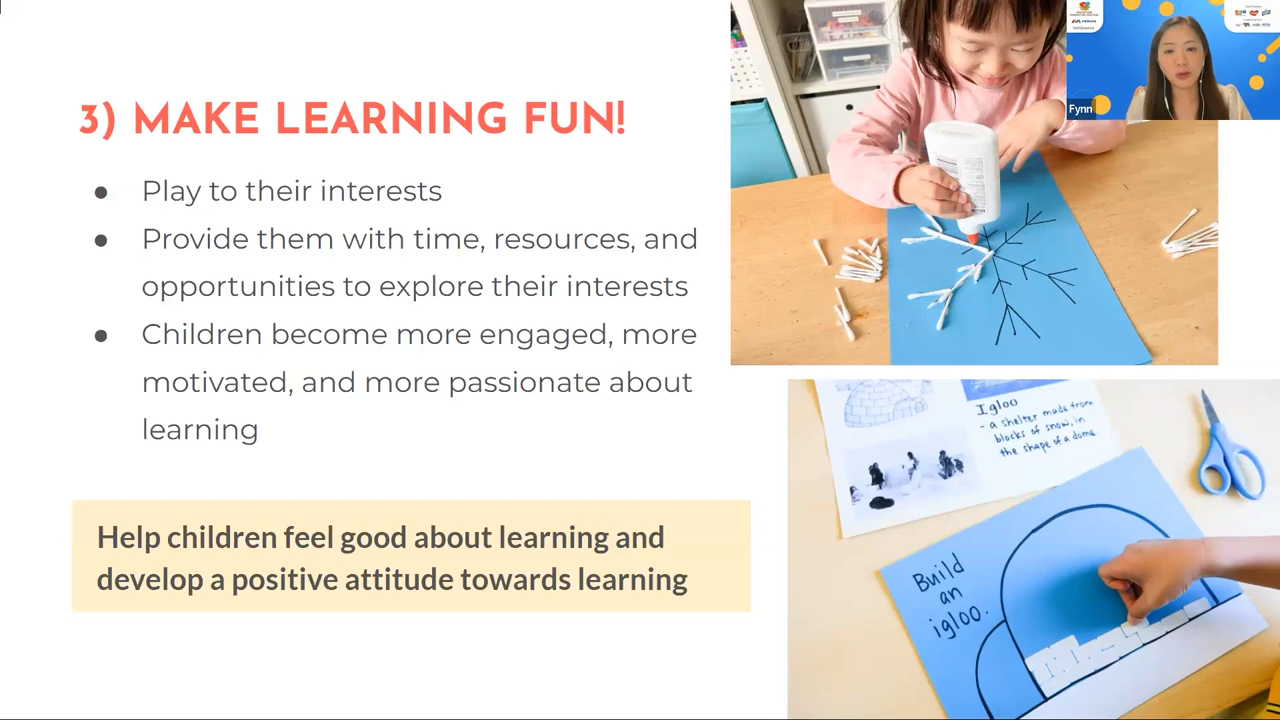 3) MAKE LEARNING FUN!
● Play to their interests
● Provide them with time, resources, and
opportunities to explore their interests
● Children become more engaged, more
motivated, and more passionate about
learning
Help children feel good about learning and
develop a positive attitude towards learning
Fynn
Igloo
- a shelter made from
blocks of snow, in
the shape of a dome.
Build
an
igloo.